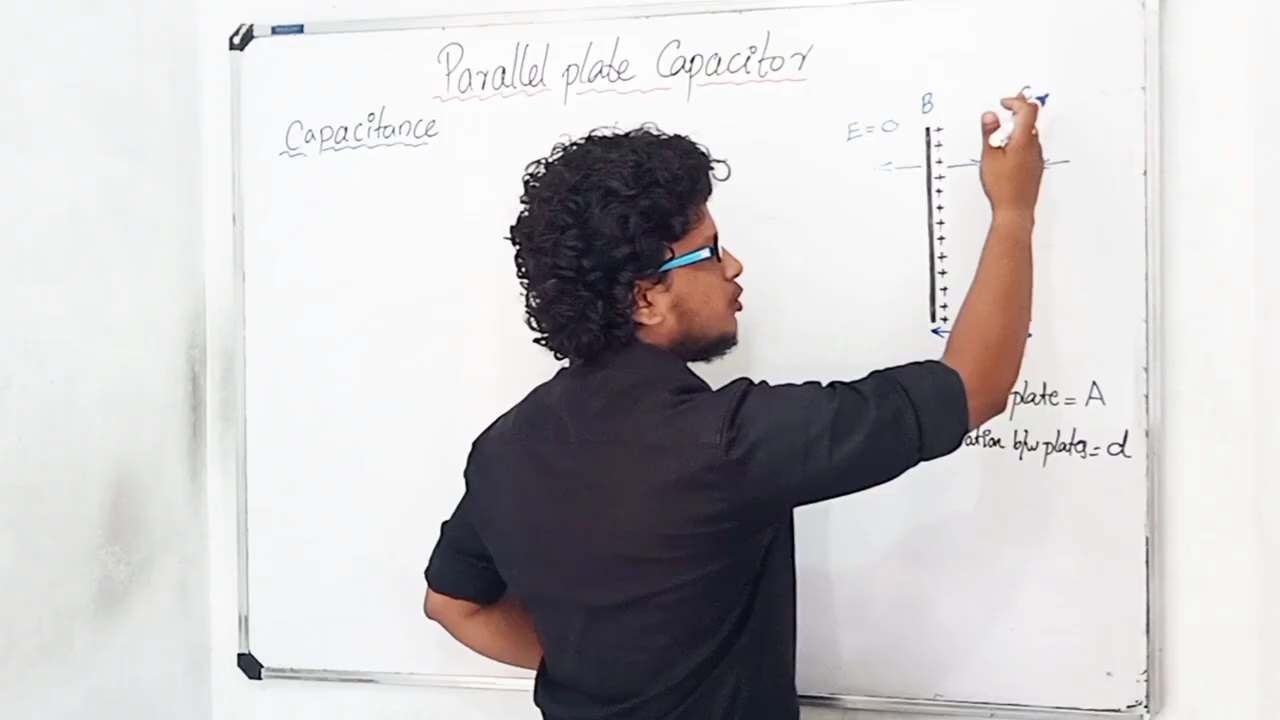 Parallel plate Capacitor
Capacitance
B
E=0
+
+
+
+
+
+
+
+
+
+
+
+
+
plate = A
b/w plates = d